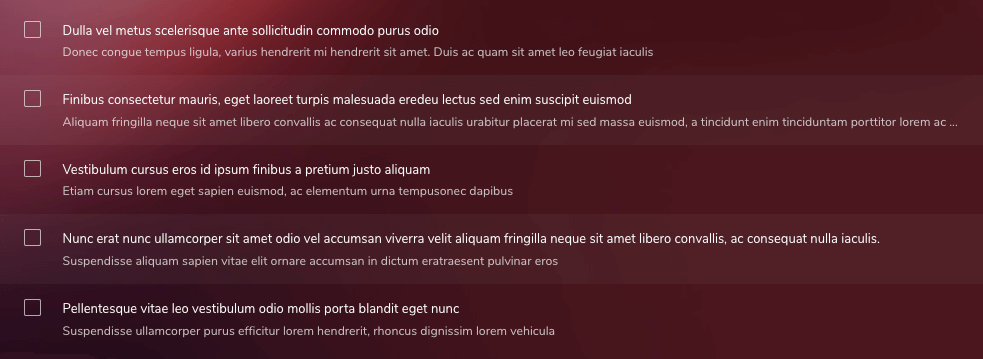 Dulla vel metus scelerisque ante sollicitudin commodo purus odio
Donec congue tempus ligula, varius hendrerit mi hendrerit sit amet. Duis ac quam sit amet leo feugiat iaculis
Finibus consectetur mauris, eget laoreet turpis malesuada eredeu lectus sed enim suscipit euismod
Aliquam fringilla neque sit amet libero convallis ac consequat nulla iaculis urabitur placerat mi sed massa euismod, a tincidunt enim tinciduntam porttitor lorem ac ...
Vestibulum cursus eros id ipsum finibus a pretium justo aliquam
Etiam cursus lorem eget sapien euismod, ac elementum urna tempusonec dapibus
Nunc erat nunc ullamcorper sit amet odio vel accumsan viverra velit aliquam fringilla neque sit amet libero convallis, ac consequat nulla iaculis.
Suspendisse aliquam sapien vitae elit ornare accumsan in dictum eratraesent pulvinar eros
Pellentesque vitae leo vestibulum odio mollis porta blandit eget nunc
Suspendisse ullamcorper purus efficitur lorem hendrerit, rhoncus dignissim lorem vehicula